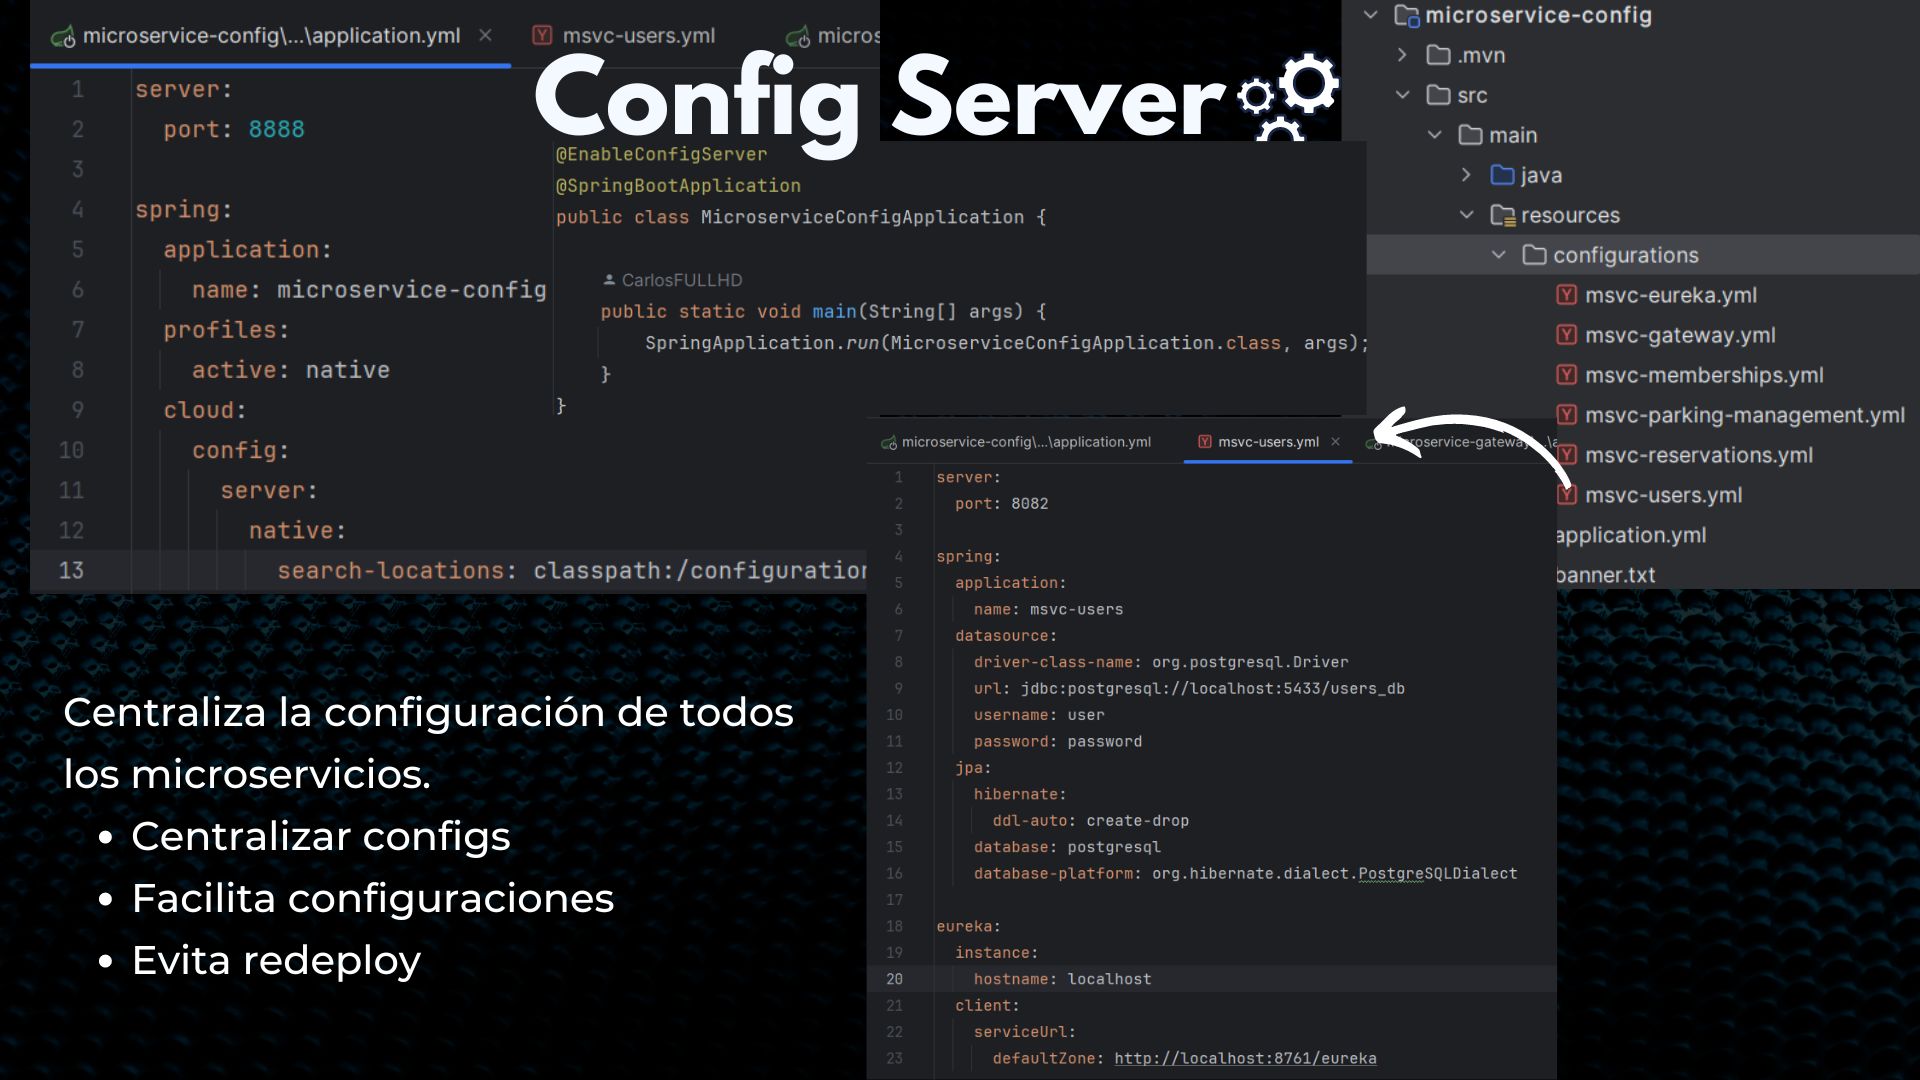 Config Server
microservice-config\...\application.yml
msvc-users.yml
micros
1 server:
2 port: 8888
3
4 spring:
5 application:
6 name: microservice-config
7 profiles:
8 active: native
9 cloud:
10 config:
11 server:
12 native:
13 search-locations: classpath:/configuration
@EnableConfigServer
@SpringBootApplication
public class MicroserviceConfigApplication {
CarlosFULLHD
public static void main(String[] args) {
SpringApplication.run(MicroserviceConfigApplication.class, args);
}
}
microservice-config
.mvn
src
main
java
resources
configurations
msvc-eureka.yml
msvc-gateway.yml
msvc-memberships.yml
msvc-parking-management.yml
msvc-reservations.yml
msvc-users.yml
application.yml
banner.txt
microservice-config\...\application.yml
msvc-users.yml
1 server:
2 port: 8082
3
4 spring:
5 application:
6 name: msvc-users
7 datasource:
8 driver-class-name: org.postgresql.Driver
9 url: jdbc:postgresql://localhost:5433/users_db
10 username: user
11 password: password
12 jpa:
13 hibernate:
14 ddl-auto: create-drop
15 database: postgresql
16 database-platform: org.hibernate.dialect.PostgreSQLDialect
17
18 eureka:
19 instance:
20 hostname: localhost
21 client:
22 serviceUrl:
23 defaultZone: http://localhost:8761/eureka
Centraliza la configuración de todos
los microservicios.
• Centralizar configs
• Facilita configuraciones
• Evita redeploy